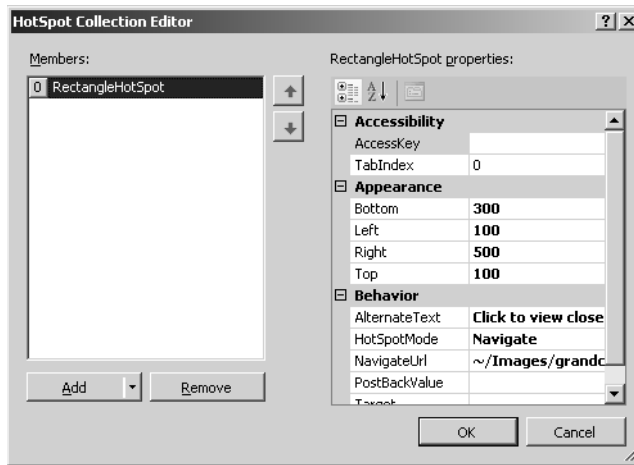 HotSpot Collection Editor
Members:
0 RectangleHotSpot
Add
Remove
RectangleHotSpot properties:
Accessibility
AccessKey
TabIndex 0
Appearance
Bottom 300
Left 100
Right 500
Top 100
Behavior
AlternateText Click to view close
HotSpotMode Navigate
NavigateUrl ~/Images/grandc
PostBackValue
Target
OK
Cancel